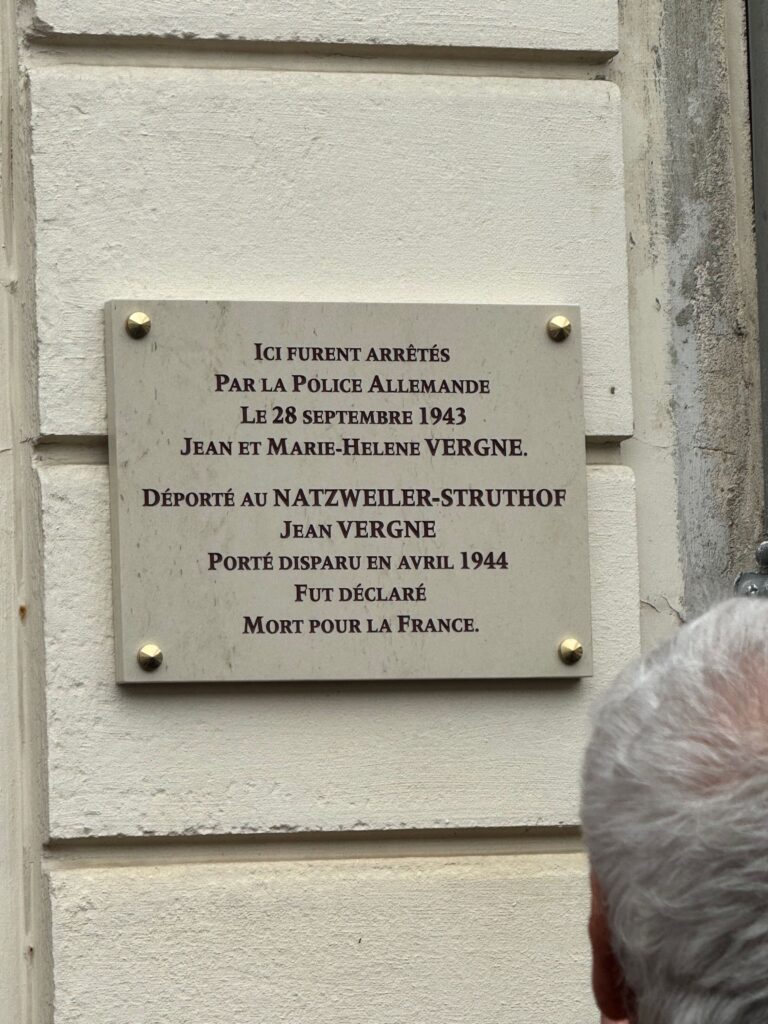 Ici furent arrêtés
Par la Police Allemande
Le 28 septembre 1943
Jean et Marie-Helene VERGNE.
Déporté au NATZWEILER-STRUTHOF
Jean VERGNE
Porté disparu en avril 1944
Fut déclaré
Mort pour la France.